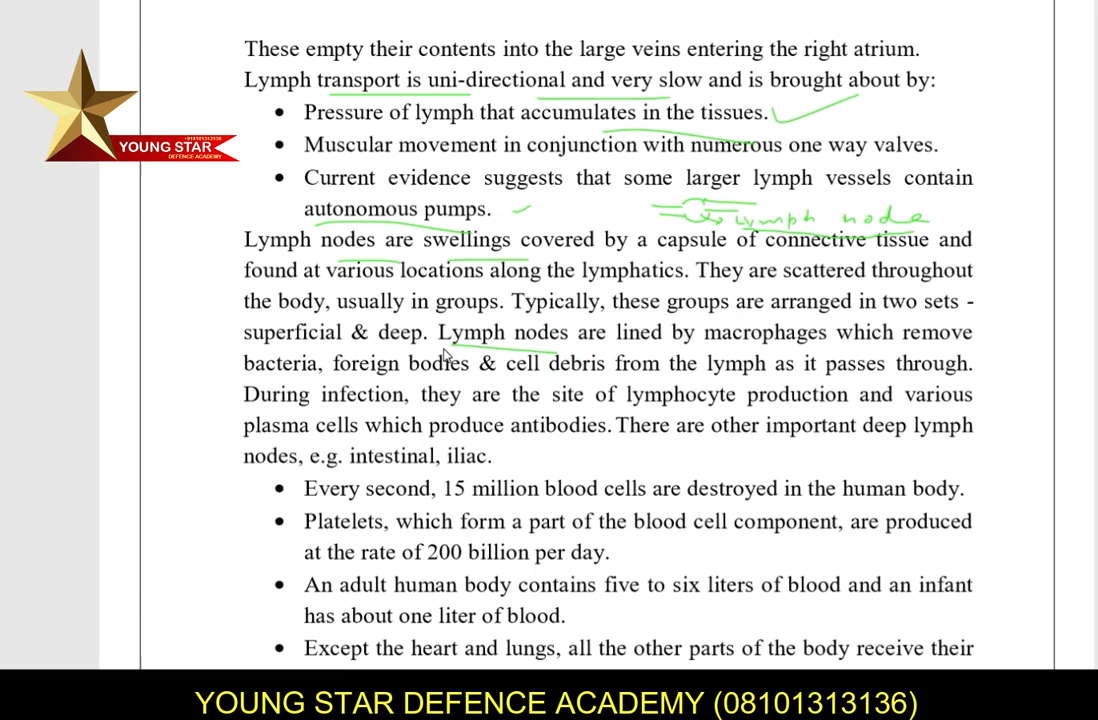 These empty their contents into the large veins entering the right atrium.
Lymph transport is uni-directional and very slow and is brought about by:
• Pressure of lymph that accumulates in the tissues.
+918101313136
YOUNG STAR
DEFENCE ACADEMY
• Muscular movement in conjunction with numerous one way valves.
• Current evidence suggests that some larger lymph vessels contain
autonomous pumps.
Lymph node
Lymph nodes are swellings covered by a capsule of connective tissue and
found at various locations along the lymphatics. They are scattered throughout
the body, usually in groups. Typically, these groups are arranged in two sets -
superficial & deep. Lymph nodes are lined by macrophages which remove
bacteria, foreign bodies & cell debris from the lymph as it passes through.
During infection, they are the site of lymphocyte production and various
plasma cells which produce antibodies. There are other important deep lymph
nodes, e.g. intestinal, iliac.
• Every second, 15 million blood cells are destroyed in the human body.
• Platelets, which form a part of the blood cell component, are produced
at the rate of 200 billion per day.
• An adult human body contains five to six liters of blood and an infant
has about one liter of blood.
• Except the heart and lungs, all the other parts of the body receive their
YOUNG STAR DEFENCE ACADEMY (08101313136)